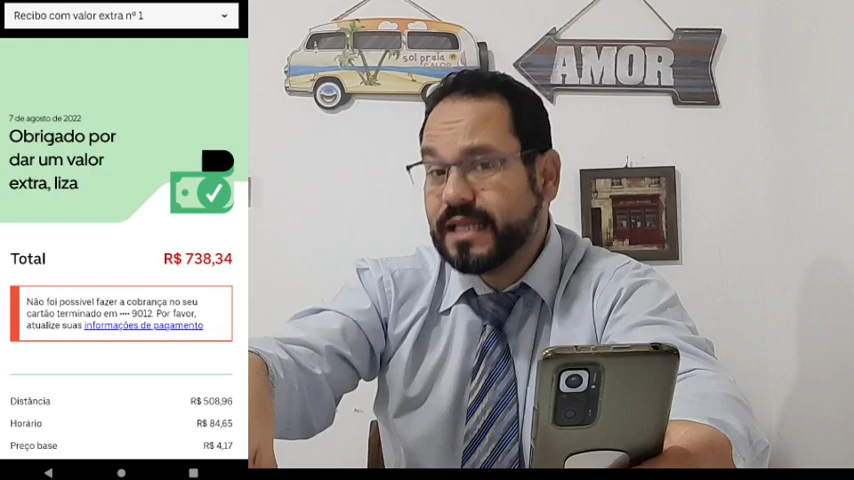 Recibo com valor extra nº 1
7 de agosto de 2022
Obrigado por
dar um valor
extra, liza
Total R$ 738,34
Não foi possível fazer a cobrança no seu
cartão terminado em •••• 9012. Por favor,
atualize suas informações de pagamento
Distância R$ 508,96
Horário R$ 84,65
Preço base R$ 4,17
sol praia
CALOR
AMOR